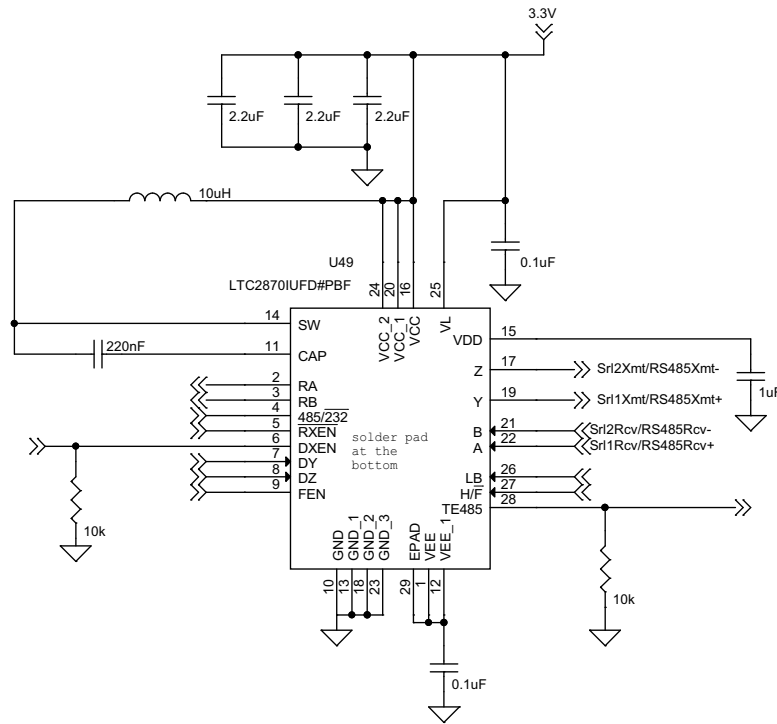 3.3V
2.2uF
2.2uF
2.2uF
10uH
0.1uF
U49
LTC2870IUFD#PBF
24
20
16
25
VCC_2
VCC_1
VCC
VL
14
SW
VDD
15
220nF
11
CAP
Z
17
Srl2Xmt/RS485Xmt-
1uF
2
RA
Y
19
Srl1Xmt/RS485Xmt+
3
RB
4
485/232
B
21
Srl2Rcv/RS485Rcv-
5
RXEN
A
22
Srl1Rcv/RS485Rcv+
6
DXEN
solder pad
at the
bottom
7
DY
8
DZ
LB
26
9
FEN
H/F
27
TE485
28
10k
GND
GND_1
GND_2
GND_3
EPAD
VEE
VEE_1
10
13
18
23
29
1
12
10k
0.1uF